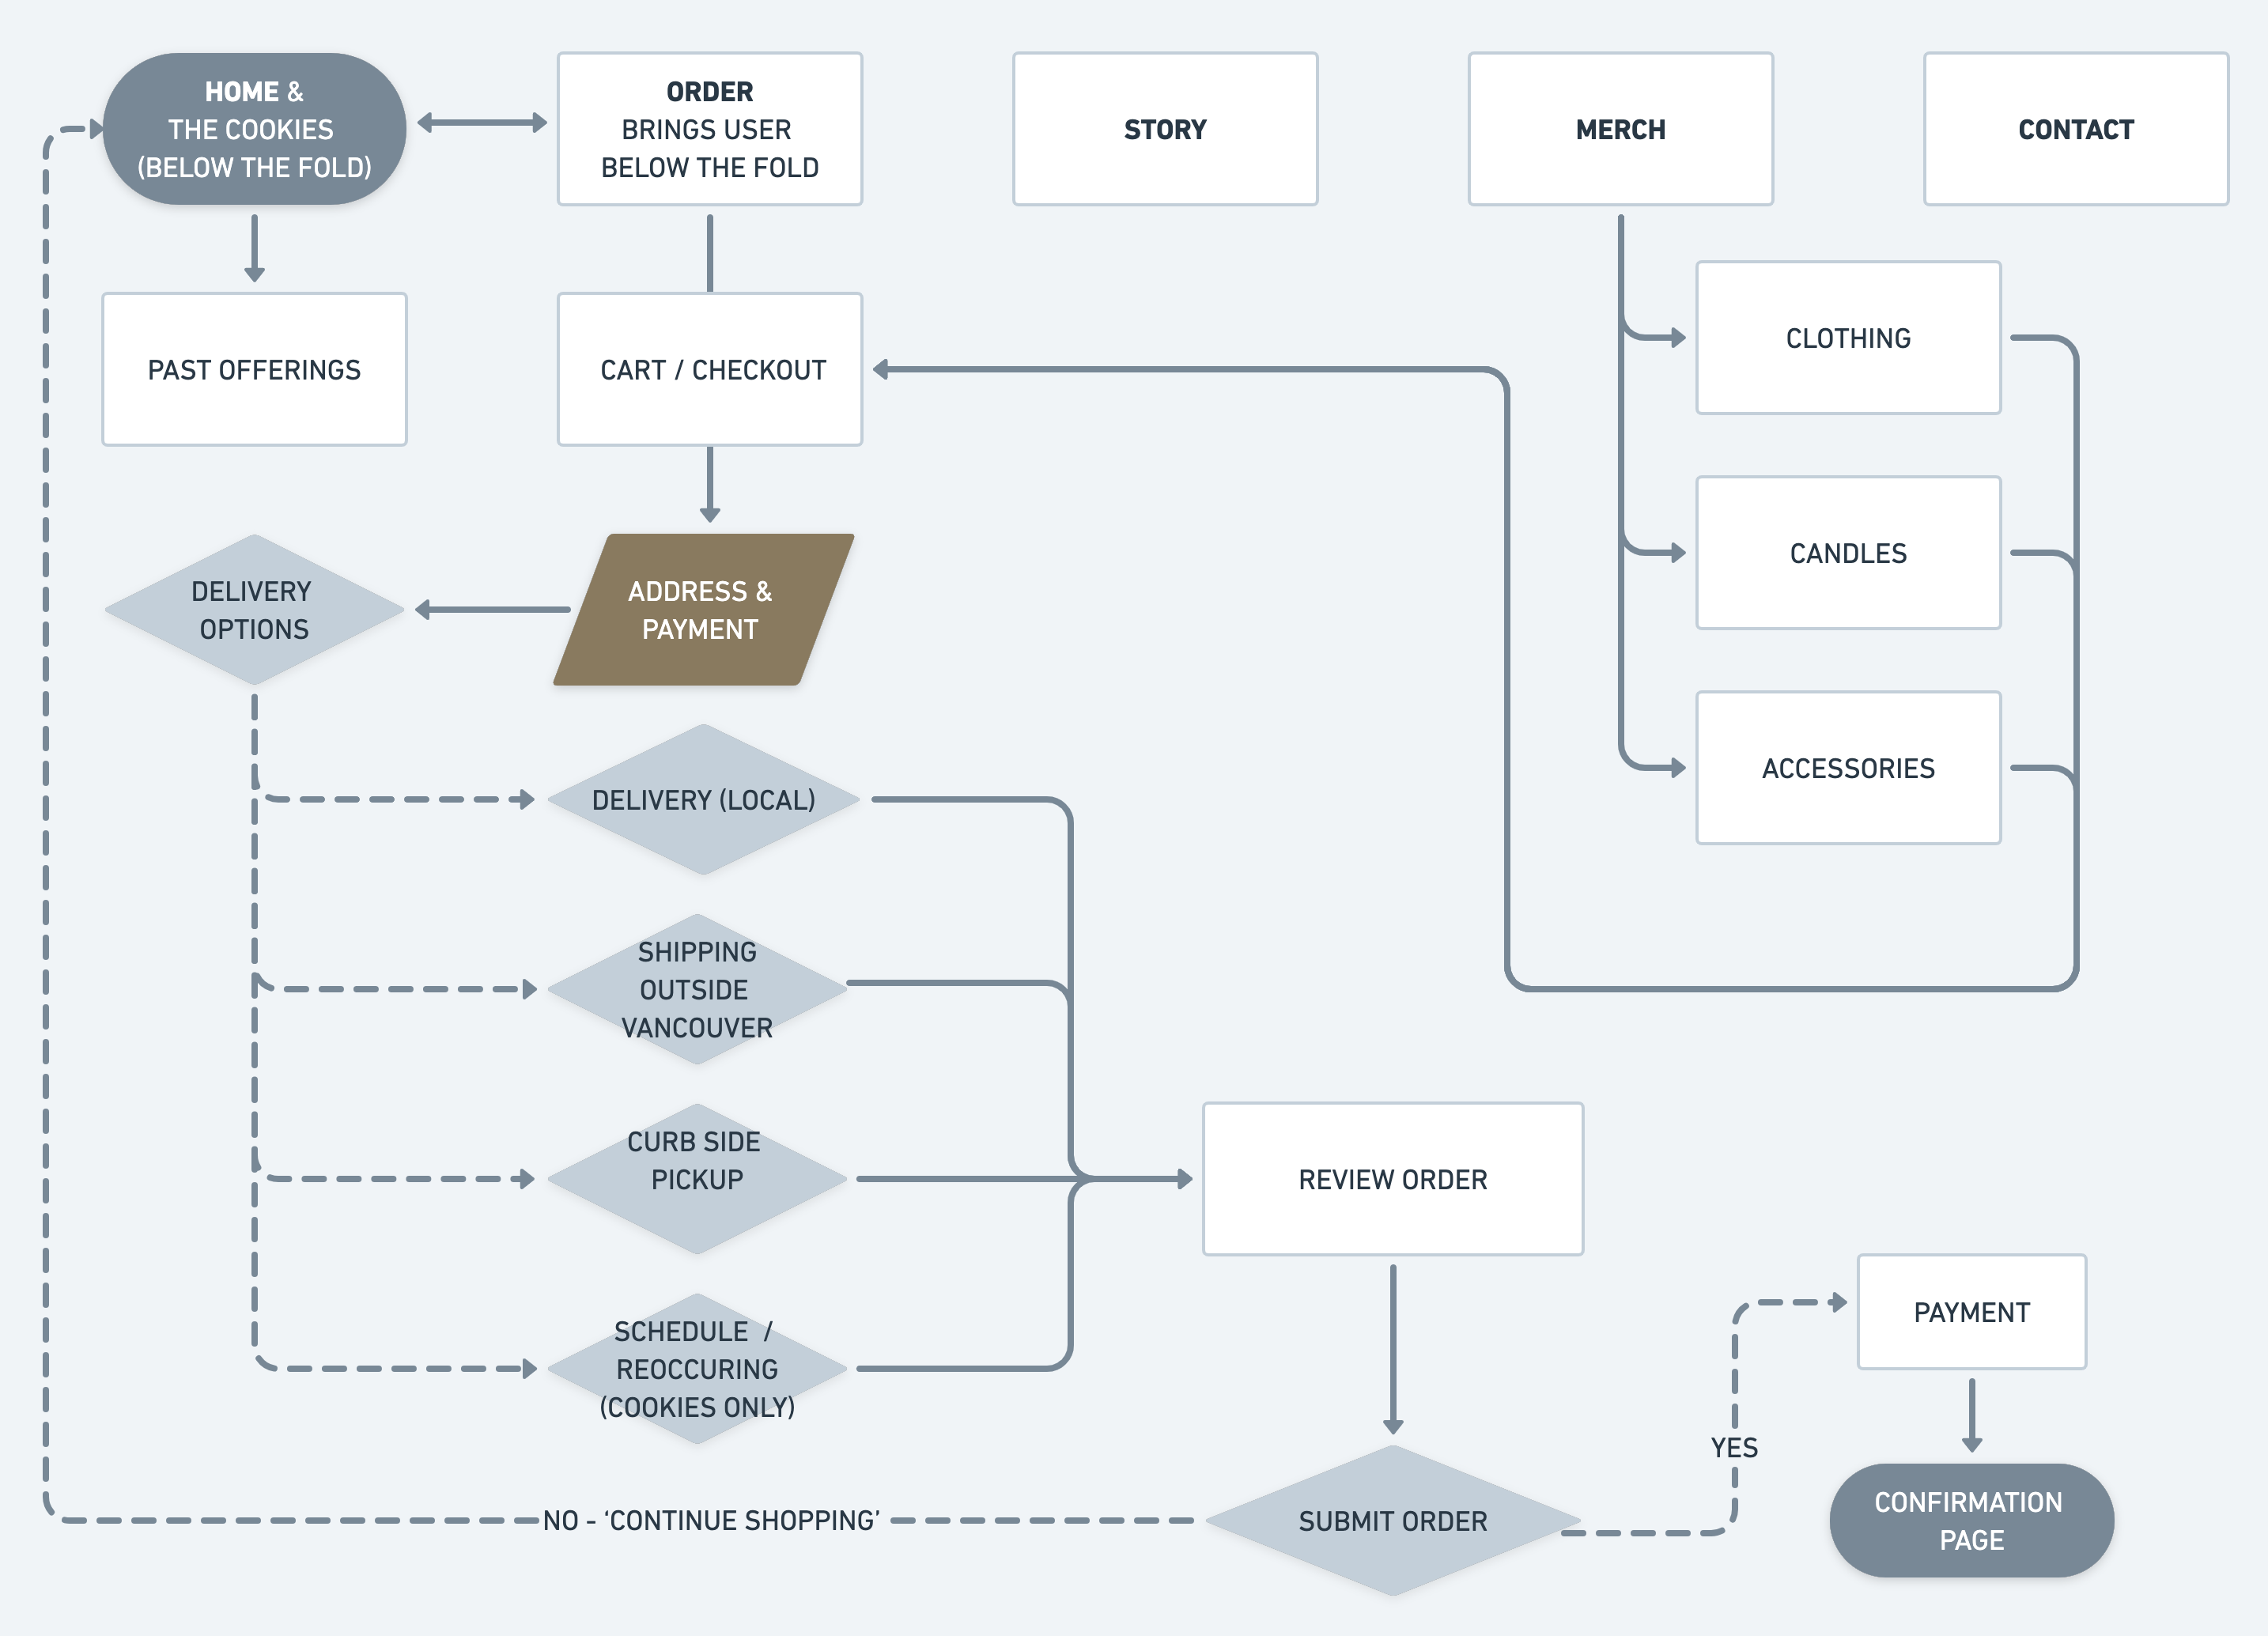 HOME &
THE COOKIES
(BELOW THE FOLD)
ORDER
BRINGS USER
BELOW THE FOLD
STORY
MERCH
CONTACT
PAST OFFERINGS
CART / CHECKOUT
CLOTHING
CANDLES
ACCESSORIES
DELIVERY
OPTIONS
ADDRESS &
PAYMENT
DELIVERY (LOCAL)
SHIPPING
OUTSIDE
VANCOUVER
CURB SIDE
PICKUP
SCHEDULE /
REOCCURING
(COOKIES ONLY)
REVIEW ORDER
PAYMENT
YES
CONFIRMATION
PAGE
NO - ‘CONTINUE SHOPPING’
SUBMIT ORDER